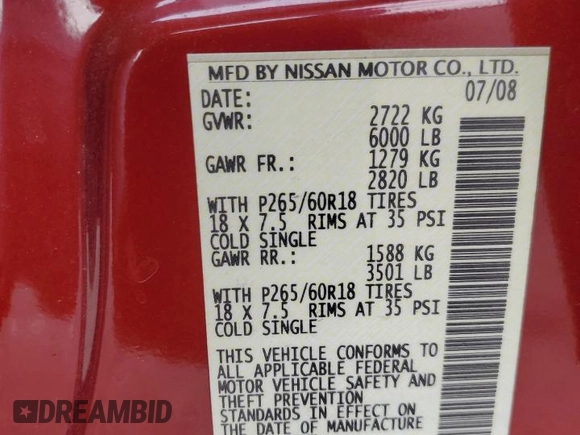 MFD BY NISSAN MOTOR CO., LTD.
DATE: 07/08
GVWR: 2722 KG
6000 LB
GAWR FR.: 1279 KG
2820 LB
WITH P265/60R18 TIRES
18 X 7.5 RIMS AT 35 PSI
COLD SINGLE
GAWR RR.: 1588 KG
3501 LB
WITH P265/60R18 TIRES
18 X 7.5 RIMS AT 35 PSI
COLD SINGLE
THIS VEHICLE CONFORMS TO
ALL APPLICABLE FEDERAL
MOTOR VEHICLE SAFETY AND
THEFT PREVENTION
STANDARDS IN EFFECT ON
THE DATE OF MANUFACTURE
DREAMBID